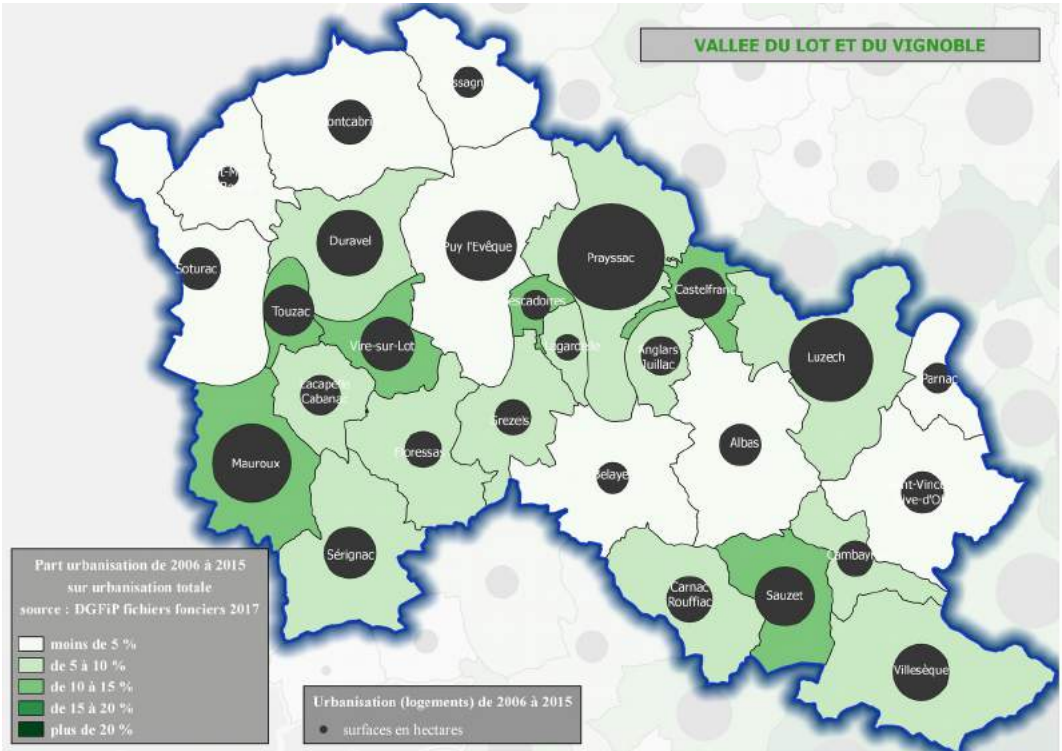 VALLEE DU LOT ET DU VIGNOBLE
Duravel
Puy l'Evêque
Prayssac
Castelfranc
Soturac
Touzac
Vire-sur-Lot
Lagardelle
Anglars
Juillac
Luzech
Parnac
Lacapelle
Cabanac
Grezels
Floressas
Mauroux
Albas
Belaye
Sérignac
Carnac
Rouffiac
Sauzet
Villesèque
Part urbanisation de 2006 à 2015
sur urbanisation totale
source : DGFiP fichiers fonciers 2017
moins de 5 %
de 5 à 10 %
de 10 à 15 %
de 15 à 20 %
plus de 20 %
Urbanisation (logements) de 2006 à 2015
surfaces en hectares